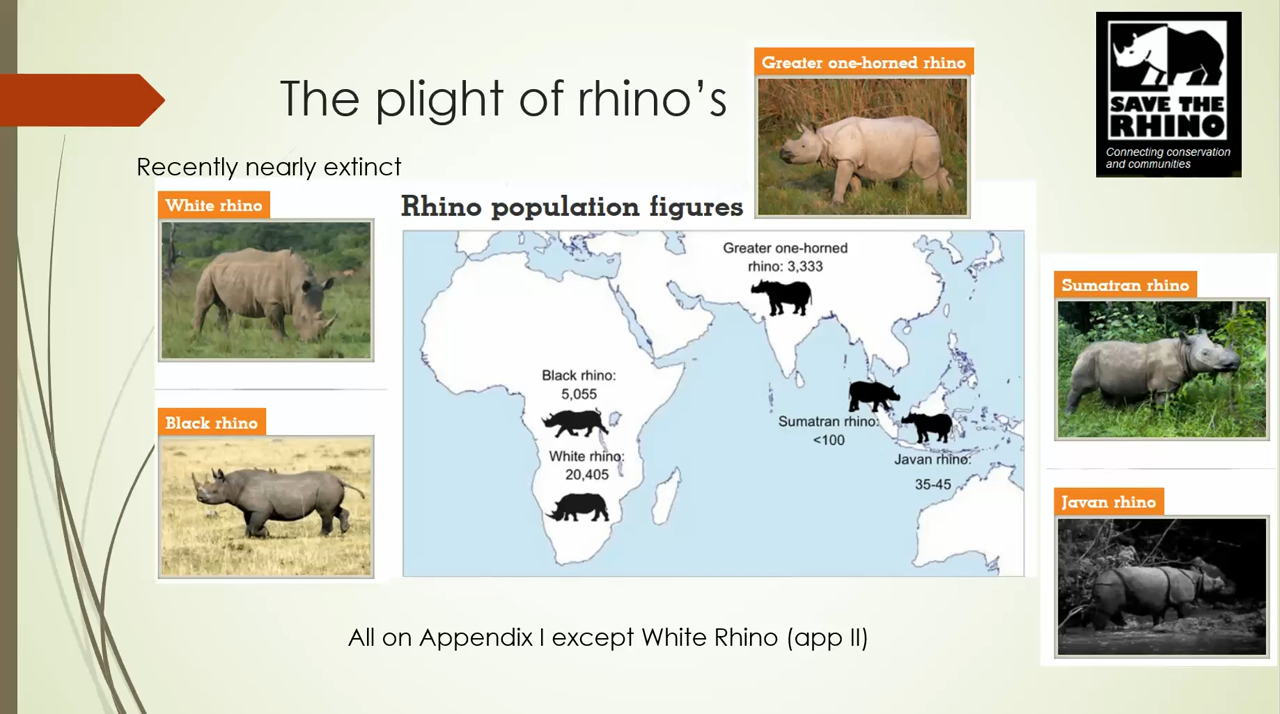 The plight of rhino's
Greater one-horned rhino
SAVE THE
RHINO
Connecting conservation
and communities
Recently nearly extinct
White rhino
Rhino population figures
Greater one-horned
rhino: 3,333
Sumatran rhino
Black rhino:
5,055
Black rhino
Sumatran rhino:
<100
White rhino:
20,405
Javan rhino:
35-45
Javan rhino
All on Appendix I except White Rhino (app II)